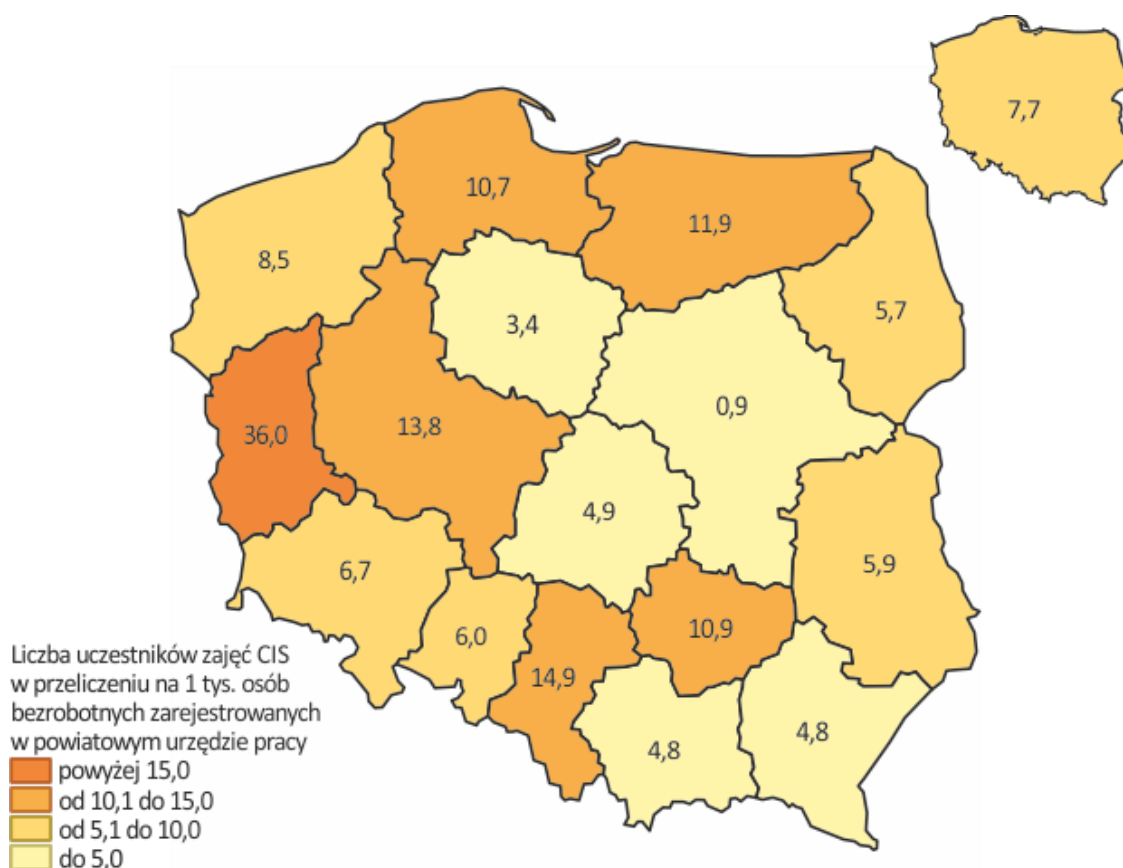 7,7
10,7
11,9
8,5
5,7
3,4
0,9
36,0
13,8
4,9
5,9
6,7
6,0
10,9
14,9
4,8
4,8
Liczba uczestników zajęć CIS
w przeliczeniu na 1 tys. osób
bezrobotnych zarejestrowanych
w powiatowym urzędzie pracy
powyżej 15,0
od 10,1 do 15,0
od 5,1 do 10,0
do 5,0